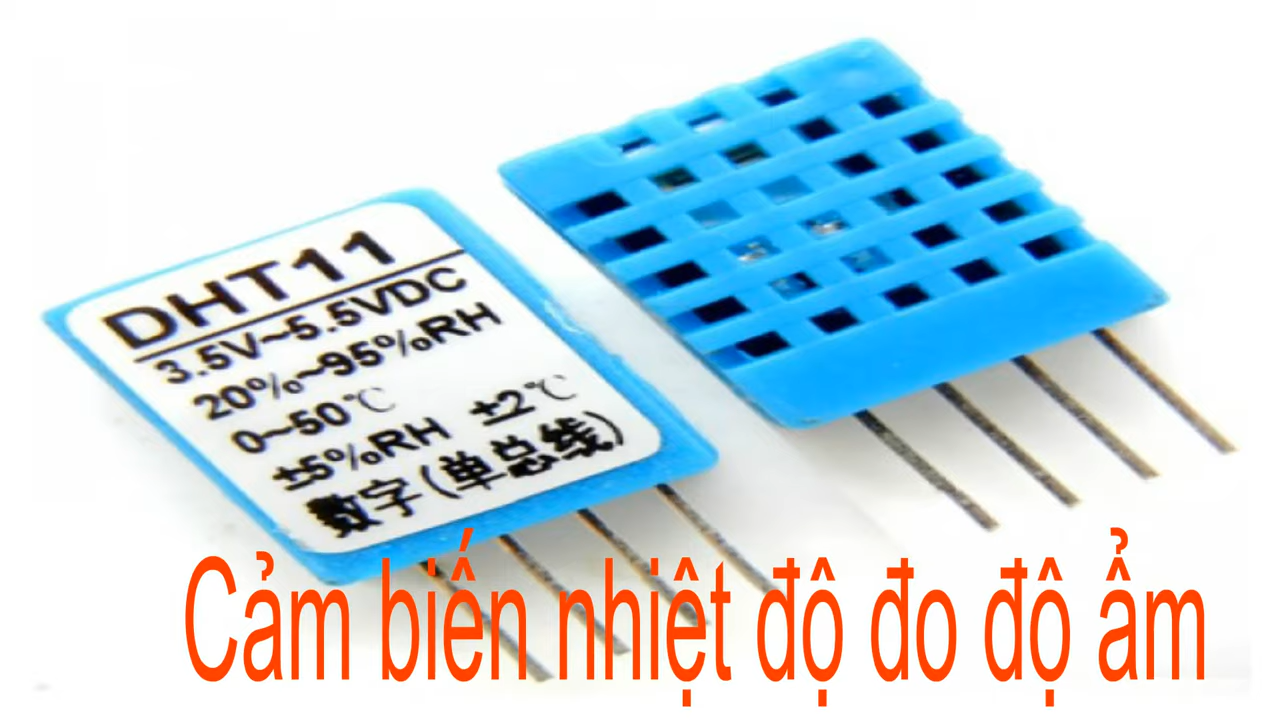 DHT11
3.5V~5.5VDC
20%~95%RH
0~50℃
±5%RH ±2℃
数字(单总线)
Cảm biến nhiệt độ đo độ ẩm